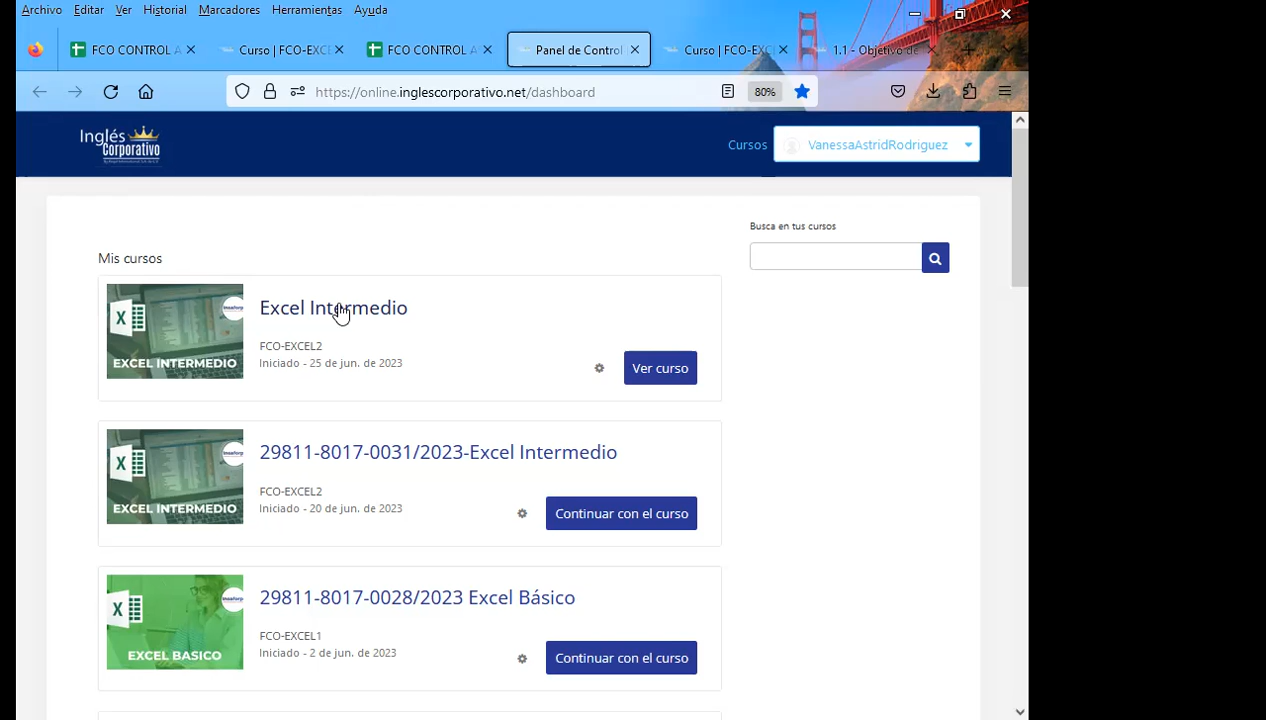 Archivo Editar Ver Historial Marcadores Herramientas Ayuda
FCO CONTROL A
Curso | FCO-EXCE
FCO CONTROL A
Panel de Control
Curso | FCO-EXC
1.1 - Objetivo de
https://online.inglescorporativo.net/dashboard
80%
Inglés
Corporativo
Cursos
VanessaAstridRodriguez
Busca en tus cursos
Mis cursos
Excel Intermedio
EXCEL INTERMEDIO
FCO-EXCEL2
Iniciado - 25 de jun. de 2023
Ver curso
29811-8017-0031/2023-Excel Intermedio
EXCEL INTERMEDIO
FCO-EXCEL2
Iniciado - 20 de jun. de 2023
Continuar con el curso
29811-8017-0028/2023 Excel Básico
EXCEL BASICO
FCO-EXCEL1
Iniciado - 2 de jun. de 2023
Continuar con el curso